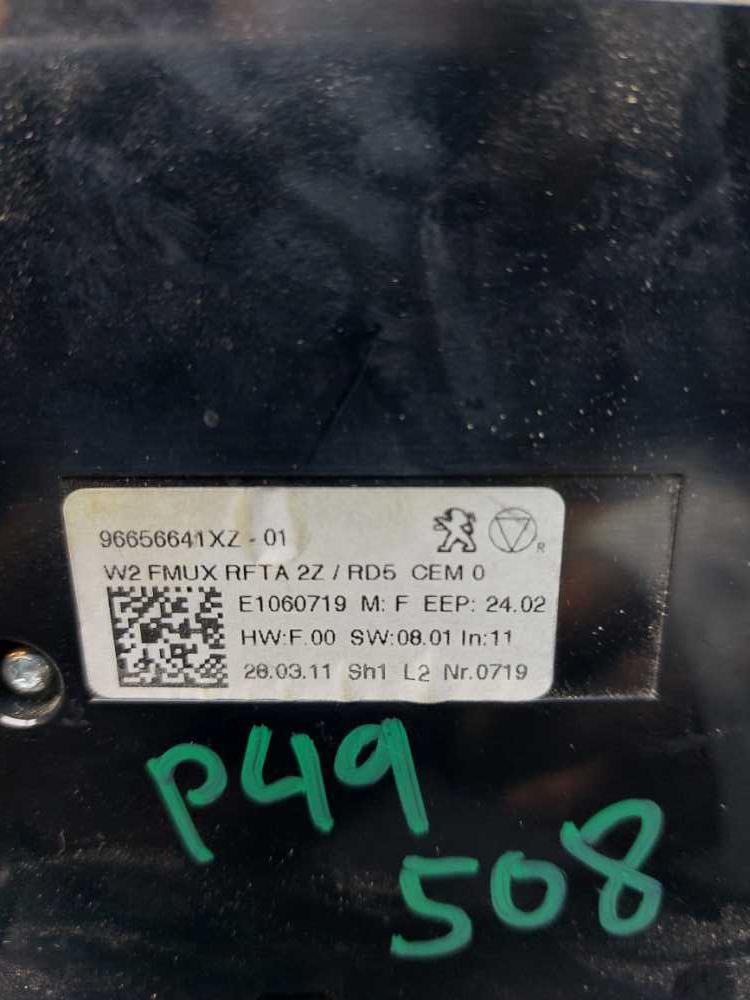 96656641XZ - 01
W2 FMUX RFTA 2Z / RD5 CEM 0
E1060719 M: F EEP: 24.02
HW:F.00 SW:08.01 In:11
28.03.11 Sh1 L2 Nr.0719
R
P49
508